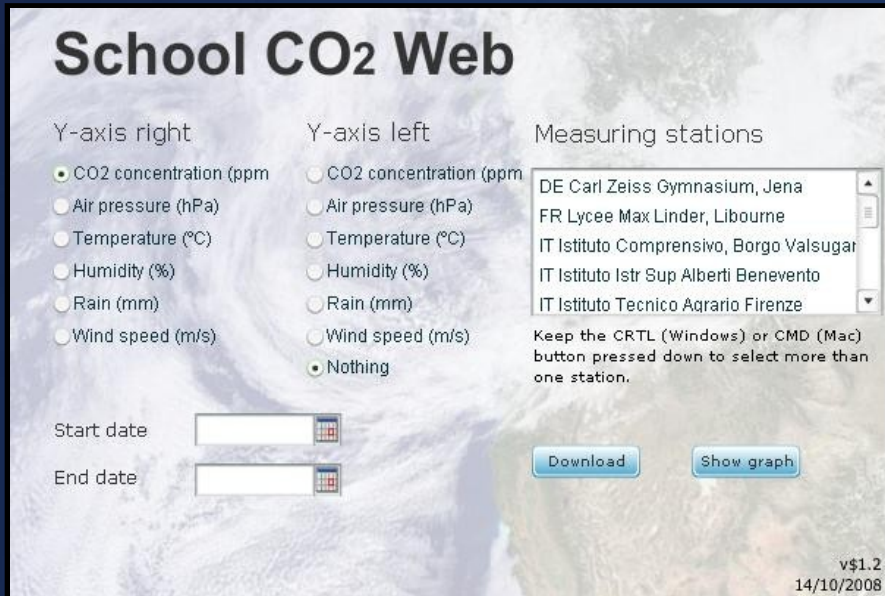 School CO2 Web
Y-axis right
CO2 concentration (ppm
Air pressure (hPa)
Temperature (ºC)
Humidity (%)
Rain (mm)
Wind speed (m/s)
Y-axis left
CO2 concentration (ppm
Air pressure (hPa)
Temperature (ºC)
Humidity (%)
Rain (mm)
Wind speed (m/s)
Nothing
Measuring stations
DE Carl Zeiss Gymnasium, Jena
FR Lycee Max Linder, Libourne
IT Istituto Comprensivo, Borgo Valsugar
IT Istituto Istr Sup Alberti Benevento
IT Istituto Tecnico Agrario Firenze
Keep the CRTL (Windows) or CMD (Mac)
button pressed down to select more than
one station.
Start date
End date
Download
Show graph
v$1.2
14/10/2008